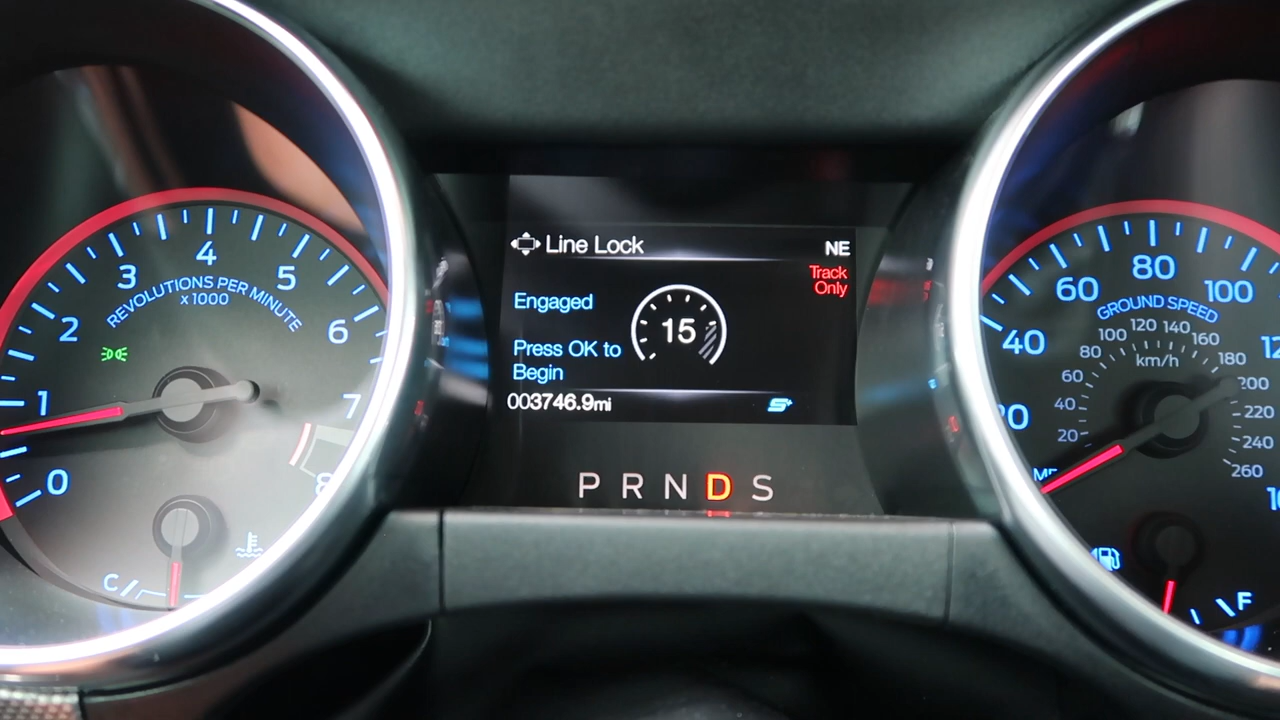 0
1
2
3
4
5
6
7
8
REVOLUTIONS PER MINUTE
x1000
C
Line Lock
NE
Track
Only
Engaged
15
Press OK to
Begin
003746.9mi
P R N D S
40
60
80
100
GROUND SPEED
km/h
20
40
60
80
100
120
140
160
180
200
220
240
260
F